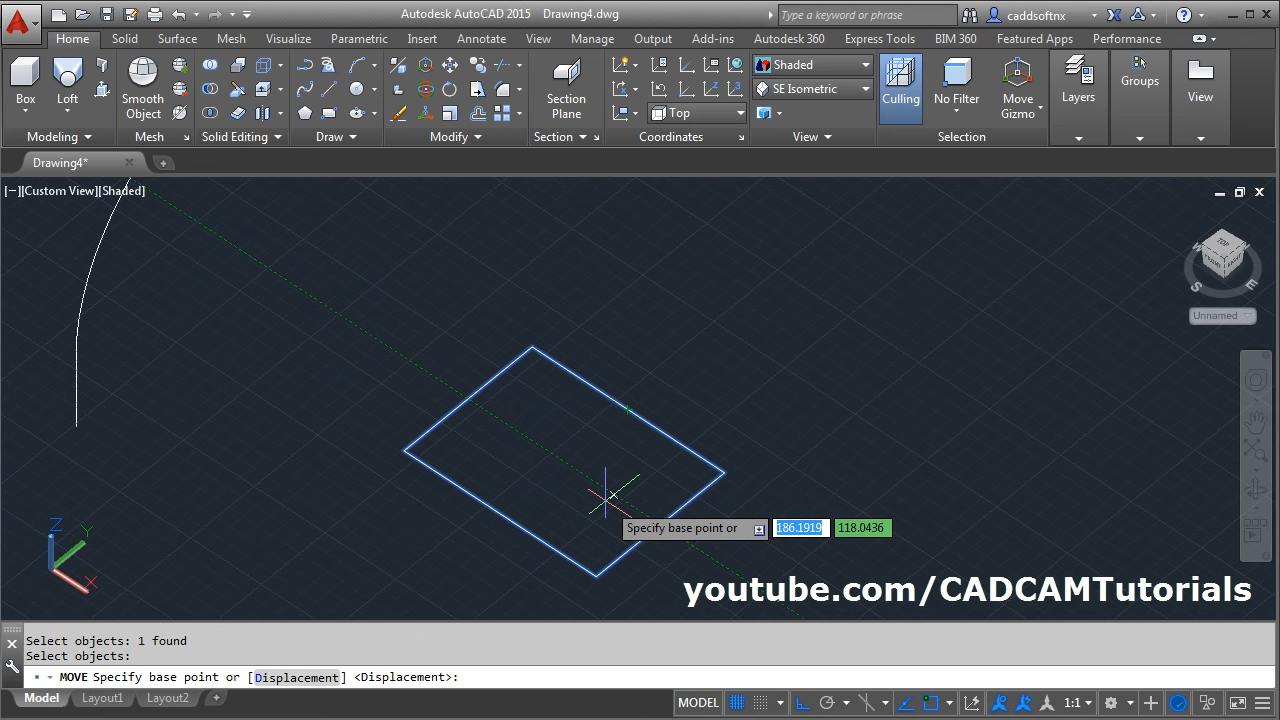 Autodesk AutoCAD 2015 Drawing4.dwg
Type a keyword or phrase
caddsoftnx
Home Solid Surface Mesh Visualize Parametric Insert Annotate View Manage Output Add-ins Autodesk 360 Express Tools Featured Apps BIM 360 Performance
Box
Loft
Smooth
Object
Section
Plane
Shaded
SE Isometric
Top
Culling
No Filter
Move
Gizmo
Layers
Groups
View
Modeling
Mesh
Solid Editing
Draw
Modify
Section
Coordinates
View
Selection
Drawing4*
[−][Custom View][Shaded]
TOP
W
N
S
E
Unnamed
Specify base point or 186.1919 118.0436
Z
Y
X
youtube.com/CADCAMTutorials
Select objects: 1 found
Select objects:
MOVE Specify base point or [Displacement] <Displacement>:
Model Layout1 Layout2
MODEL
1:1